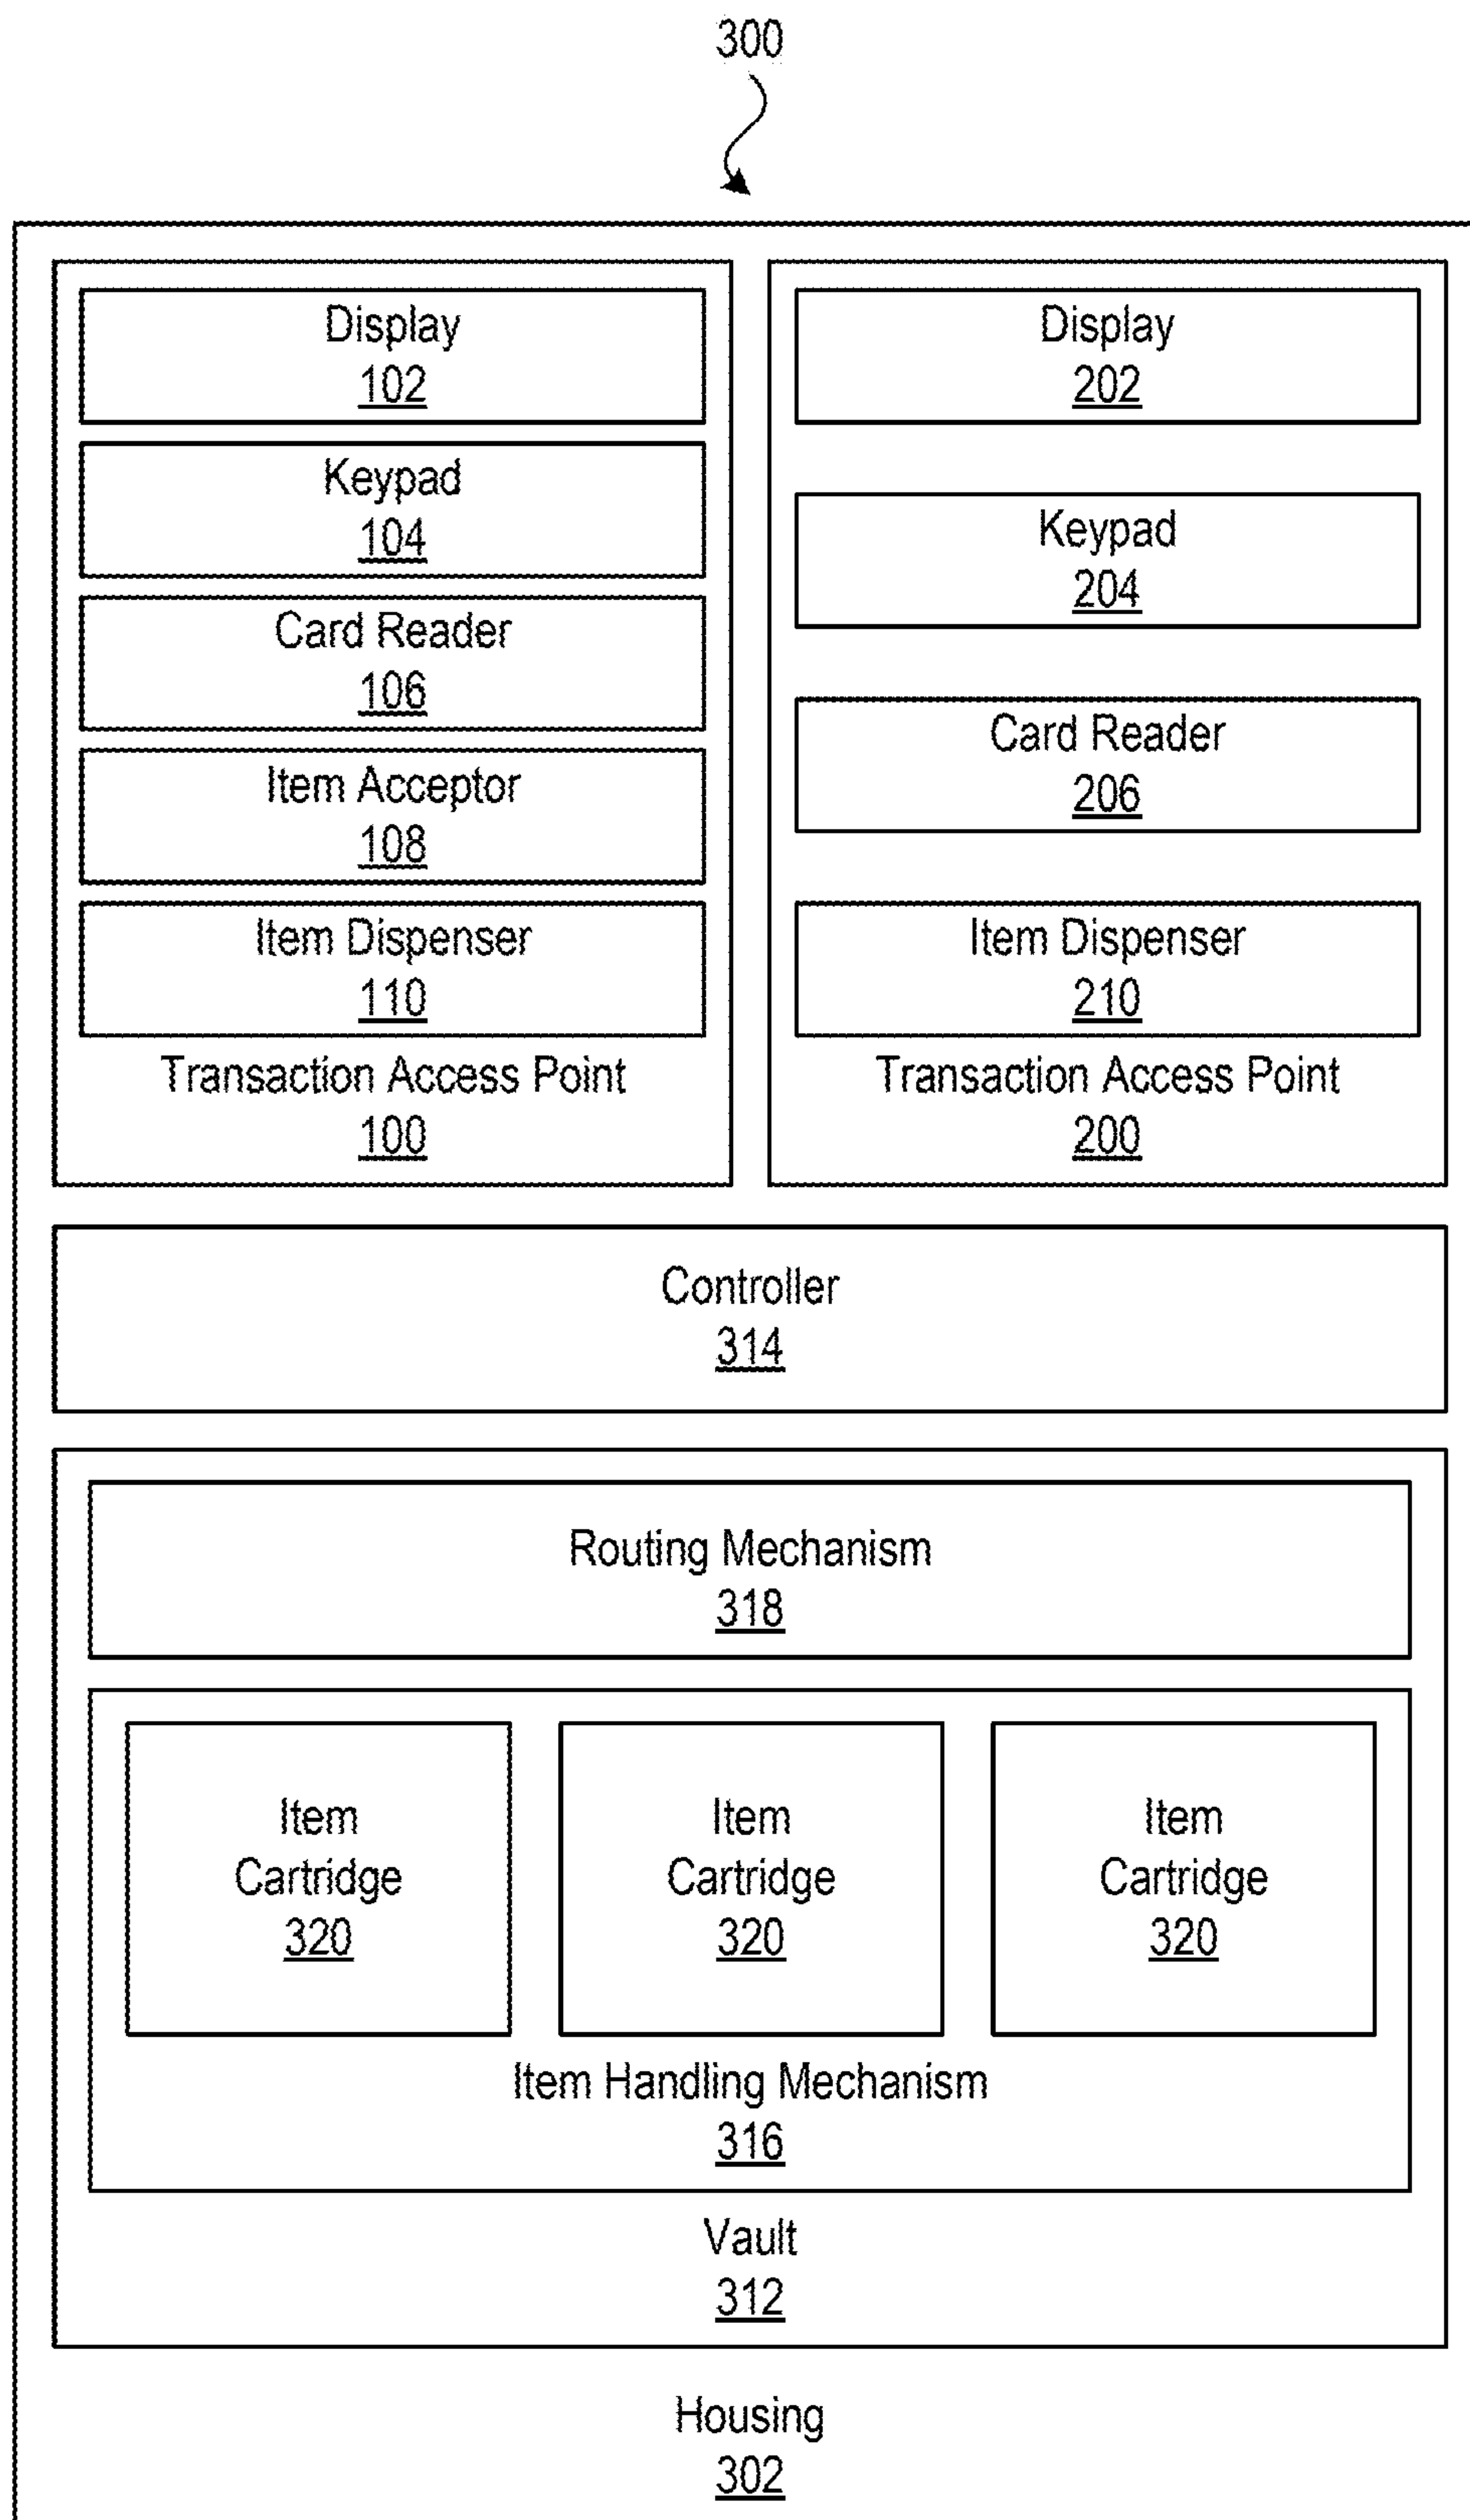 300
Display
102
Keypad
104
Card Reader
106
Item Acceptor
108
Item Dispenser
110
Transaction Access Point
100
Display
202
Keypad
204
Card Reader
206
Item Dispenser
210
Transaction Access Point
200
Controller
314
Routing Mechanism
318
Item
Cartridge
320
Item
Cartridge
320
Item
Cartridge
320
Item Handling Mechanism
316
Vault
312
Housing
302